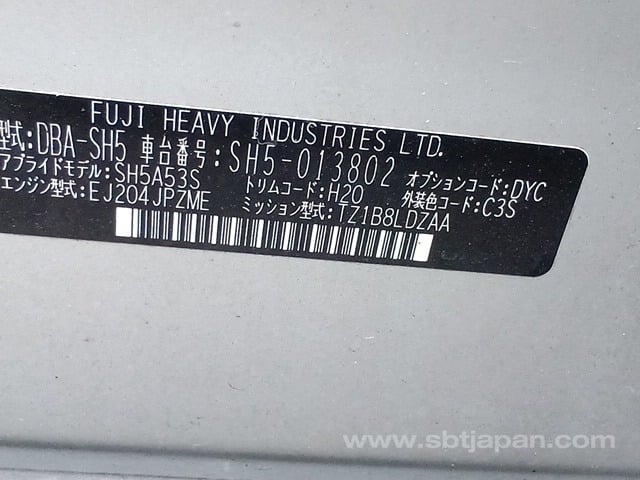 FUJI HEAVY INDUSTRIES LTD.
型式:DBA-SH5 車台番号:SH5-013802
アプライドモデル:SH5A53S トリムコード:H20 オプションコード:DYC
エンジン型式:EJ204JPZME ミッション型式:TZ1B8LDZAA 外装色コード:C3S
www.sbtjapan.com